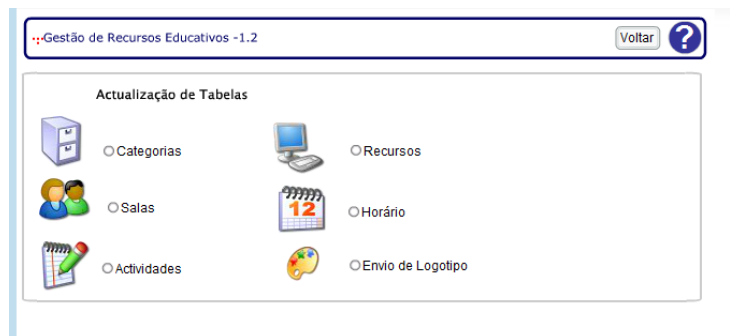 Gestão de Recursos Educativos -1.2
Voltar
?
Actualização de Tabelas
Categorias
Recursos
Salas
12
Horário
Actividades
Envio de Logotipo